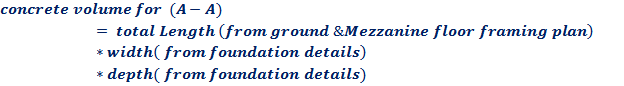 concrete volume for (A − A)
= total Length(from ground &Mezzanine floor framing plan)
∗ width( from foundation details)
∗ depth( from foundation details)